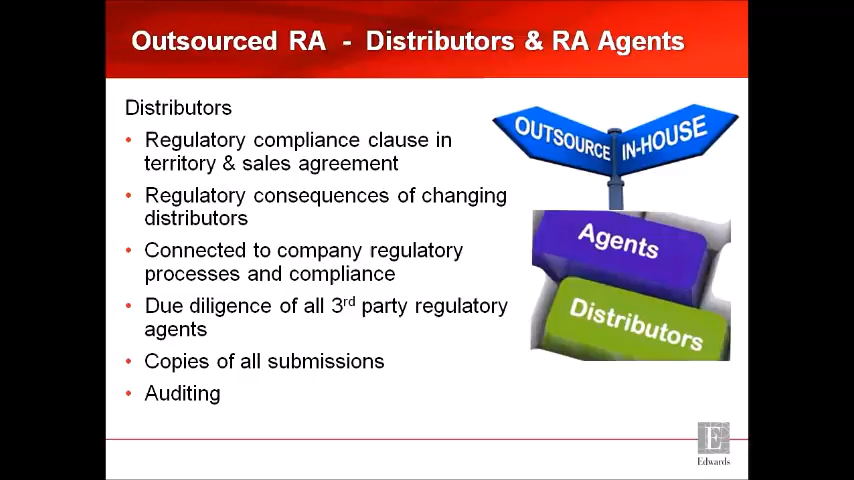 Outsourced RA - Distributors & RA Agents
Distributors
• Regulatory compliance clause in
territory & sales agreement
• Regulatory consequences of changing
distributors
• Connected to company regulatory
processes and compliance
• Due diligence of all 3rd party regulatory
agents
• Copies of all submissions
• Auditing
OUTSOURCE
IN-HOUSE
Agents
Distributors
E
Edwards